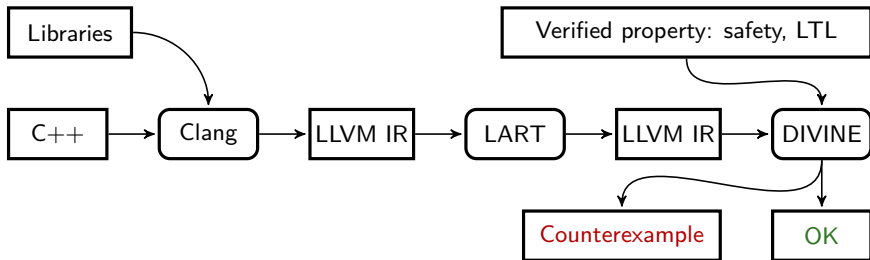 Libraries
Verified property: safety, LTL
C++
Clang
LLVM IR
LART
LLVM IR
DIVINE
Counterexample
OK